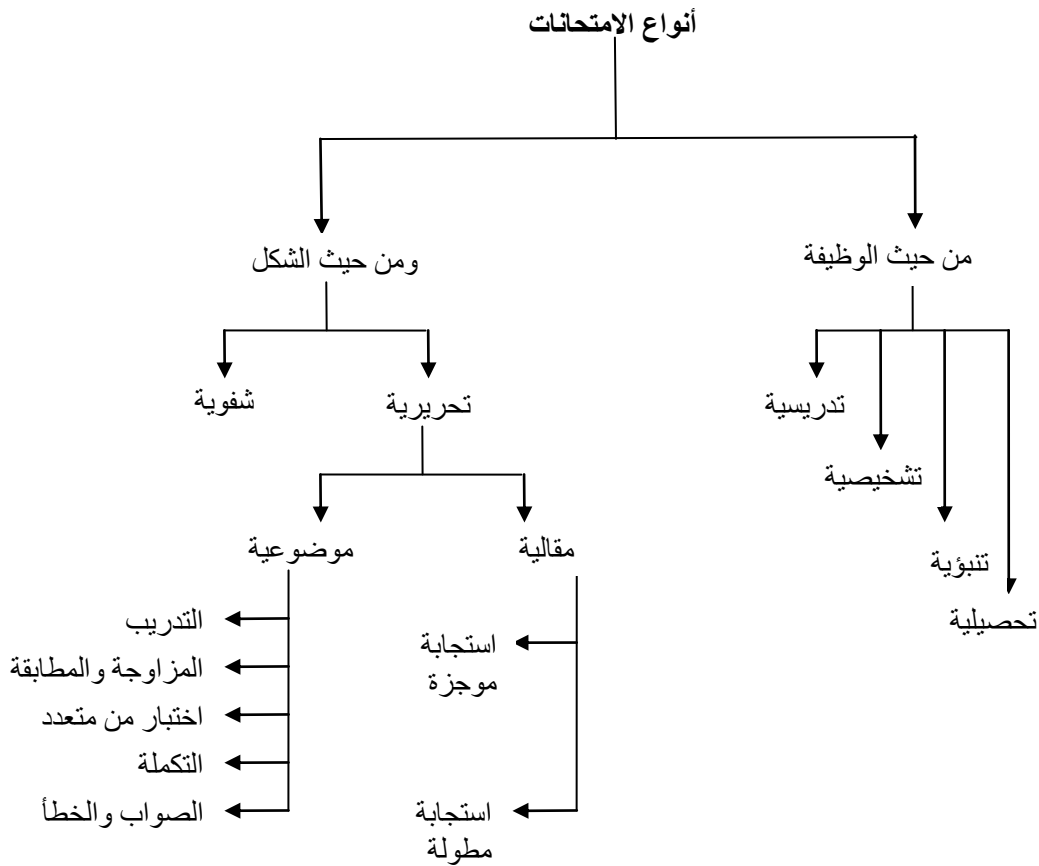 أنواع الامتحانات
من حيث الوظيفة
ومن حيث الشكل
تدريسية
تشخيصية
تنبؤية
تحصيلية
تحريرية
شفوية
مقالية
موضوعية
استجابة
موجزة
استجابة
مطولة
التدريب
المزاوجة والمطابقة
اختبار من متعدد
التكملة
الصواب والخطأ